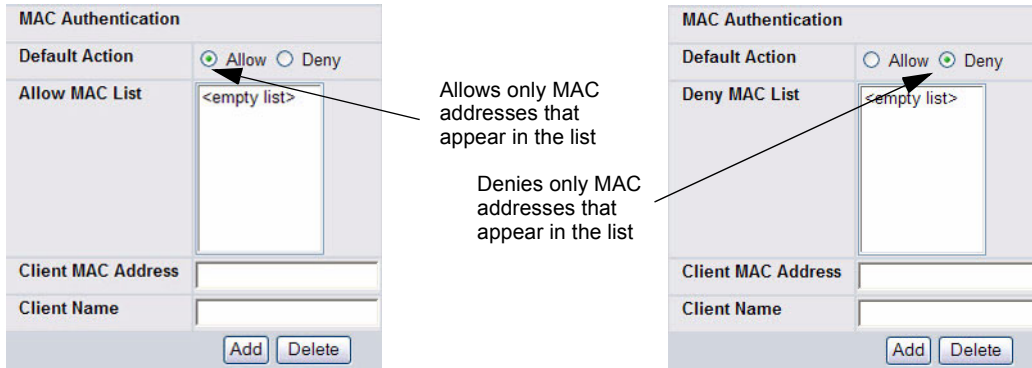 MAC Authentication
Default Action
Allow Deny
Allow MAC List
<empty list>
Client MAC Address
Client Name
Add Delete
Allows only MAC
addresses that
appear in the list
Denies only MAC
addresses that
appear in the list
MAC Authentication
Default Action
Allow Deny
Deny MAC List
<empty list>
Client MAC Address
Client Name
Add Delete